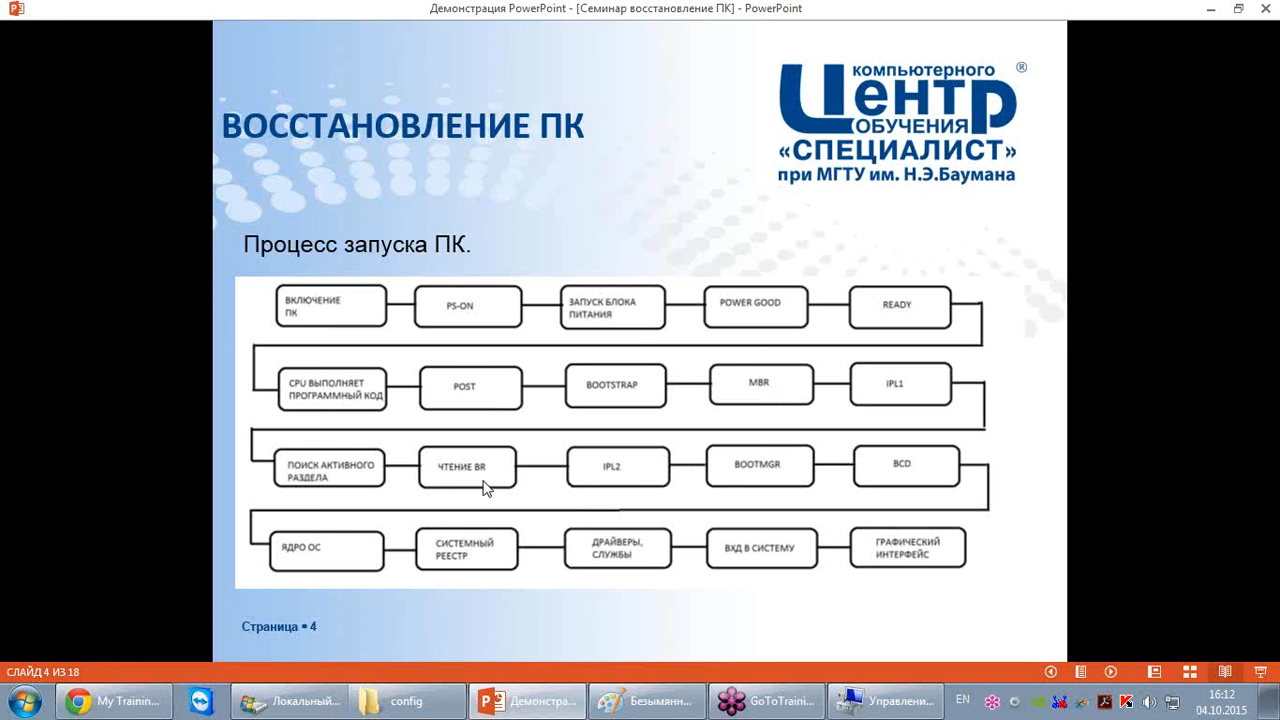 Демонстрация PowerPoint - [Семинар восстановление ПК] - PowerPoint
компьютерного
Центр
ОБУЧЕНИЯ
®
«СПЕЦИАЛИСТ»
при МГТУ им. Н.Э.Баумана
ВОССТАНОВЛЕНИЕ ПК
Процесс запуска ПК.
ВКЛЮЧЕНИЕ
ПК
PS-ON
ЗАПУСК БЛОКА
ПИТАНИЯ
POWER GOOD
READY
CPU ВЫПОЛНЯЕТ
ПРОГРАММНЫЙ КОД
POST
BOOTSTRAP
MBR
IPL1
ПОИСК АКТИВНОГО
РАЗДЕЛА
ЧТЕНИЕ BR
IPL2
BOOTMGR
BCD
ЯДРО ОС
СИСТЕМНЫЙ
РЕЕСТР
ДРАЙВЕРЫ,
СЛУЖБЫ
ВХД В СИСТЕМУ
ГРАФИЧЕСКИЙ
ИНТЕРФЕЙС
Страница ▪ 4
СЛАЙД 4 ИЗ 18
My Trainin...
Локальный...
config
Демонстра...
Безымянн...
GoToTraini...
Управлени...
EN
16:12
04.10.2015